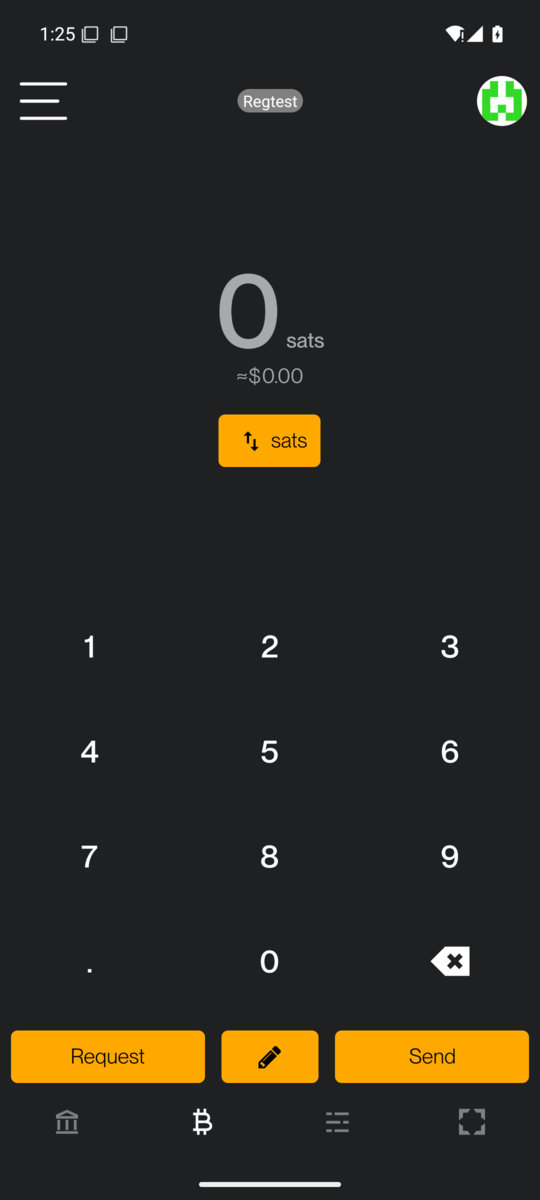 1:25
Regtest
0 sats
≈$0.00
sats
1 2 3
4 5 6
7 8 9
. 0
Request Send